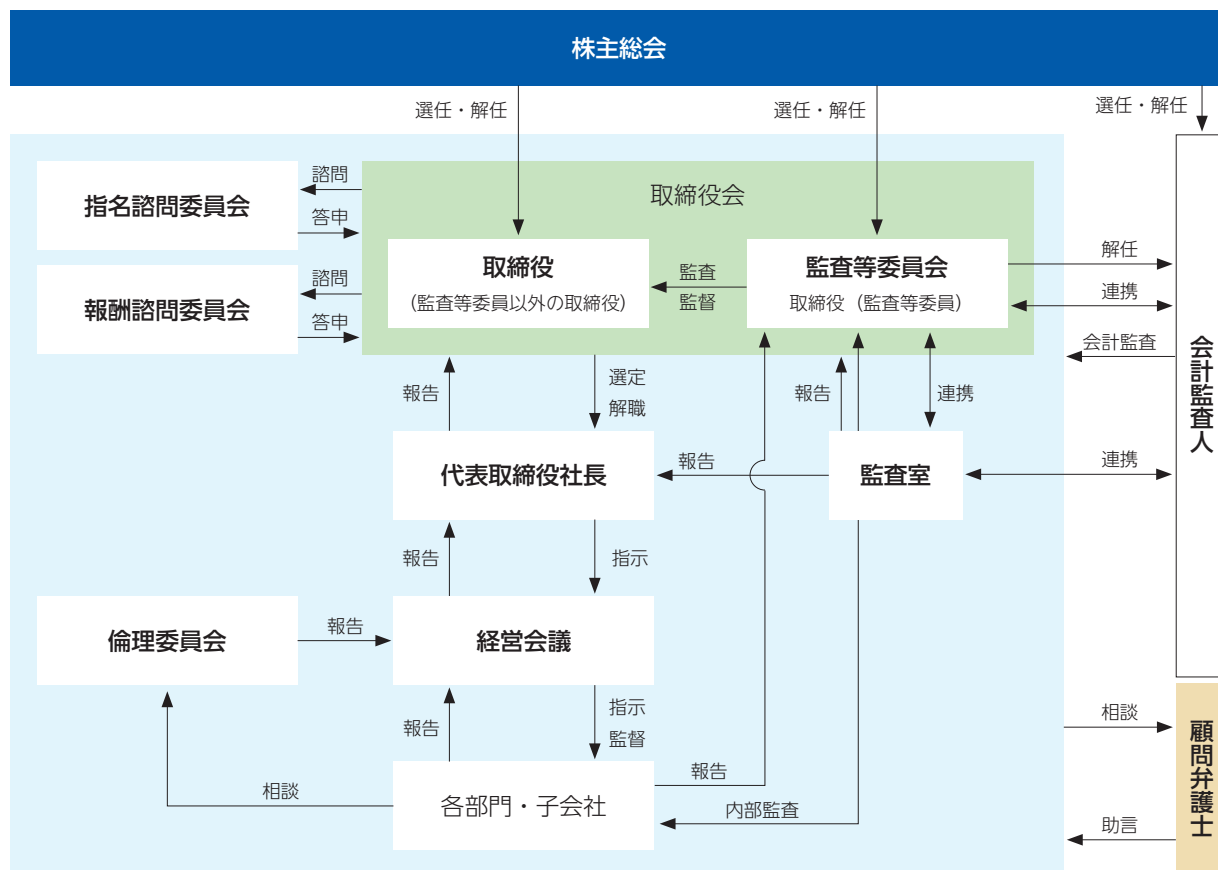 株主総会
選任・解任
選任・解任
選任・解任
指名諮問委員会
諮問
答申
報酬諮問委員会
諮問
答申
取締役会
取締役
（監査等委員以外の取締役）
監査
監督
監査等委員会
取締役（監査等委員）
解任
連携
会計監査
会計監査人
報告
選定
解職
報告
連携
代表取締役社長
報告
監査室
連携
報告
指示
倫理委員会
報告
経営会議
報告
指示
監督
相談
各部門・子会社
報告
内部監査
相談
助言
顧問弁護士